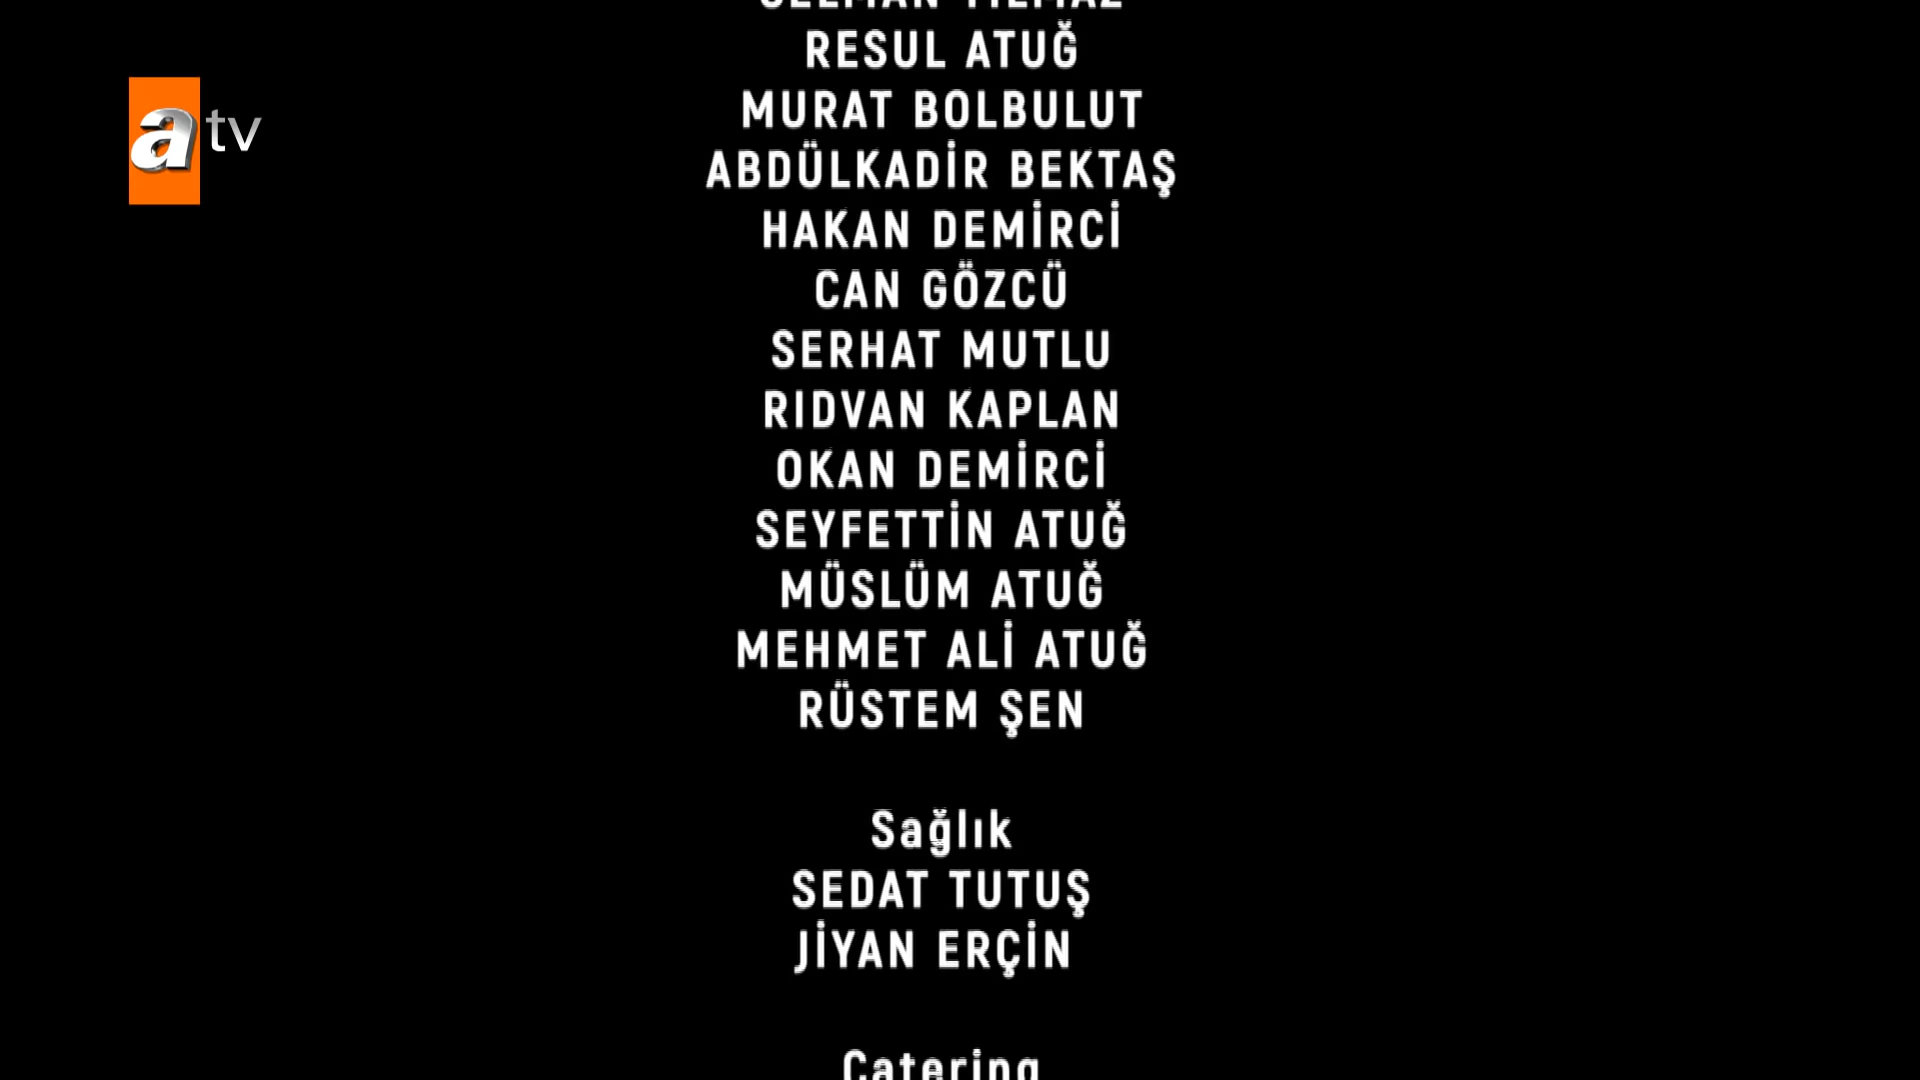 atv
RESUL ATUĞ
MURAT BOLBULUT
ABDÜLKADİR BEKTAŞ
HAKAN DEMİRCİ
CAN GÖZCÜ
SERHAT MUTLU
RIDVAN KAPLAN
OKAN DEMİRCİ
SEYFETTİN ATUĞ
MÜSLÜM ATUĞ
MEHMET ALİ ATUĞ
RÜSTEM ŞEN
Sağlık
SEDAT TUTUŞ
JİYAN ERÇİN
Catering